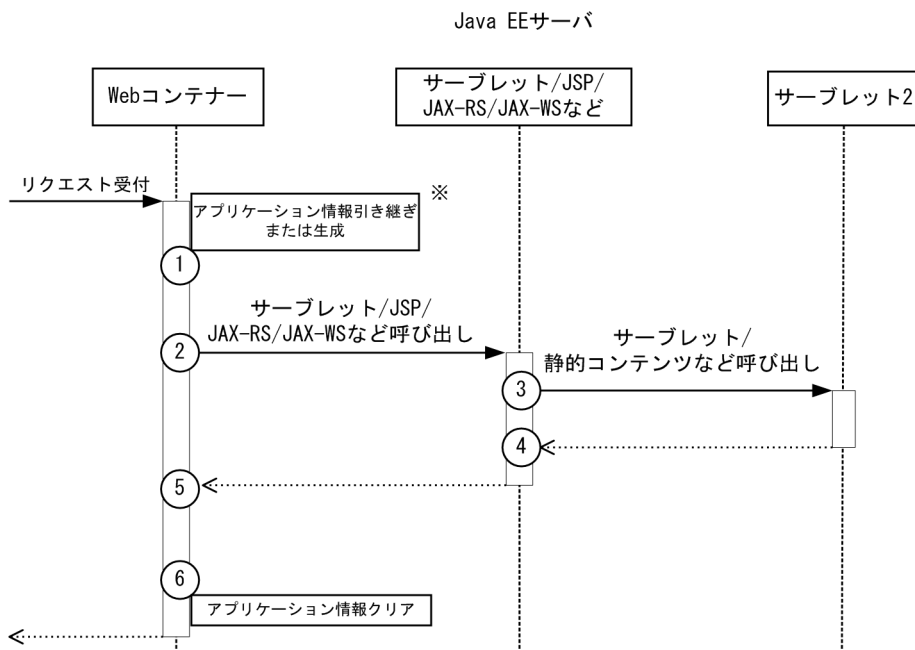 Java EEサーバ
Webコンテナー
サーブレット/JSP/
JAX-RS/JAX-WSなど
サーブレット2
リクエスト受付
※
アプリケーション情報引き継ぎ
または生成
1
サーブレット/JSP/
JAX-RS/JAX-WSなど呼び出し
2
サーブレット/
静的コンテンツなど呼び出し
3
4
5
6
アプリケーション情報クリア